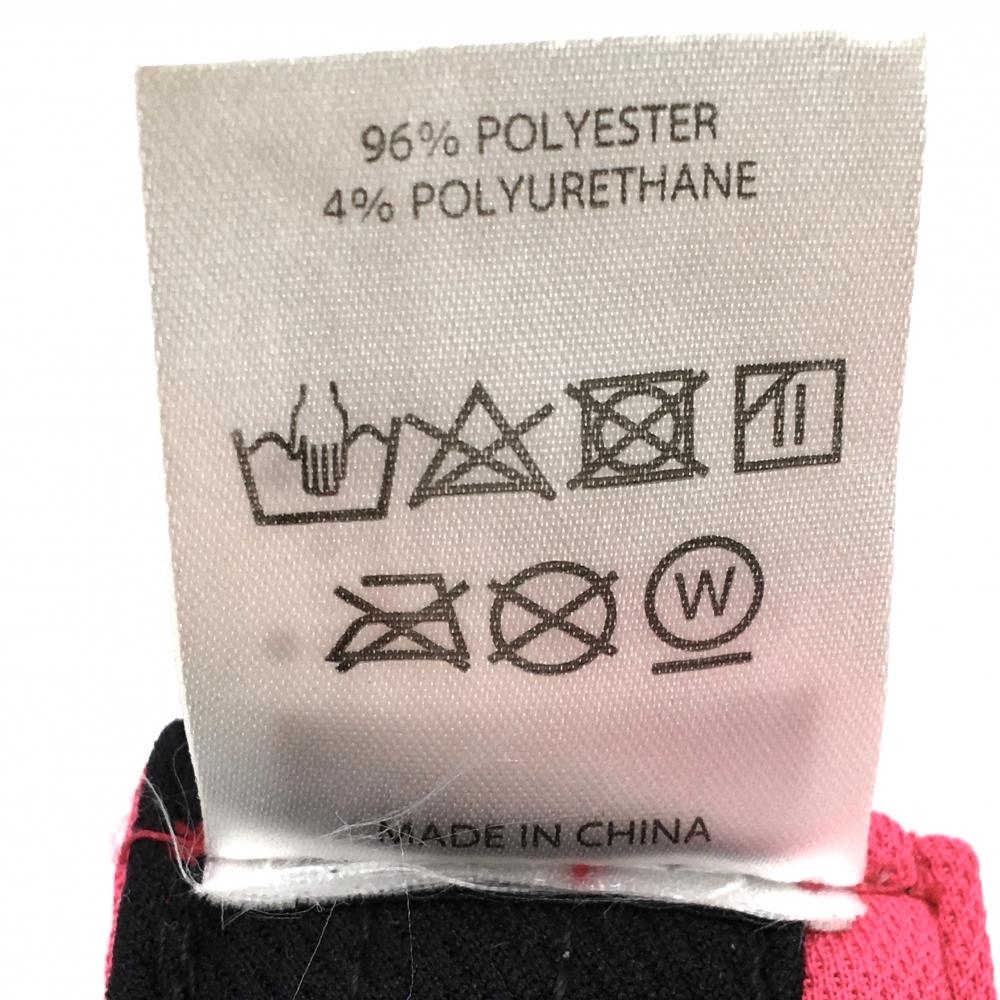 96% POLYESTER
4% POLYURETHANE
W
MADE IN CHINA